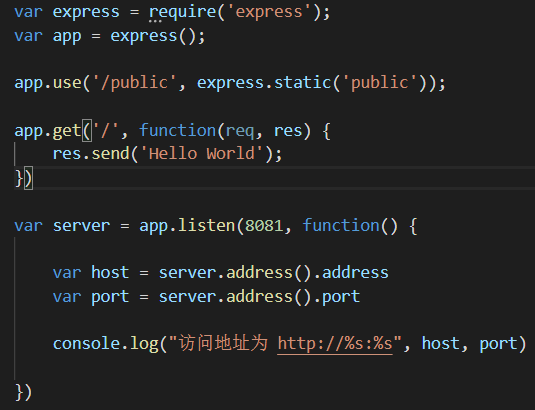 var express = require('express');
var app = express();
app.use('/public', express.static('public'));
app.get('/', function(req, res) {
    res.send('Hello World');
})
var server = app.listen(8081, function() {
    var host = server.address().address
    var port = server.address().port
    console.log("访问地址为 http://%s:%s", host, port)
})